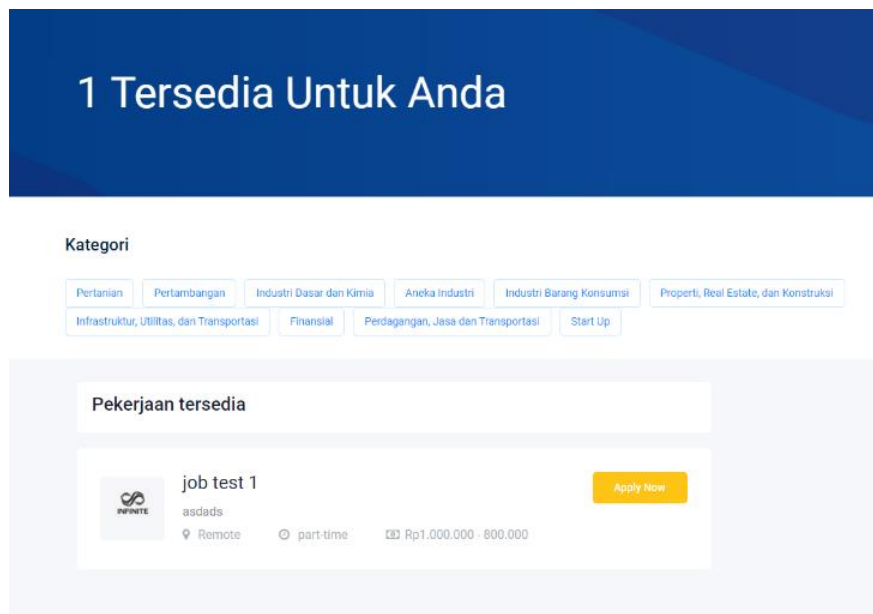 1 Tersedia Untuk Anda
Kategori
Pertanian Pertambangan Industri Dasar dan Kimia Aneka Industri Industri Barang Konsumsi Properti, Real Estate, dan Konstruksi
Infrastruktur, Utilitas, dan Transportasi Finansial Perdagangan, Jasa dan Transportasi Start Up
Pekerjaan tersedia
INFINITE
job test 1
Apply Now
asdads
Remote part-time Rp1.000.000 - 800.000